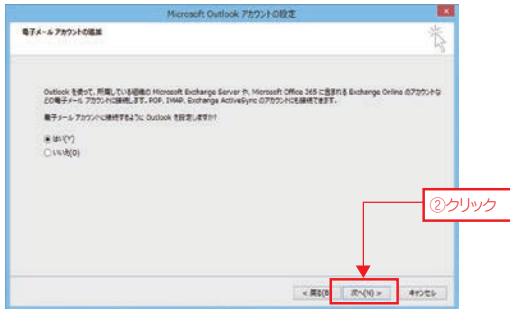 Microsoft Outlook アカウントの設定
電子メール アカウントの追加
Outlook を使って、所属している組織の Microsoft Exchange Server や、Microsoft Office 365 に含まれる Exchange Online のアカウントな
どの電子メール アカウントに接続します。POP、IMAP、Exchange ActiveSync のアカウントにも接続できます。
電子メール アカウントに接続するように Outlook を設定しますか?
はい(Y)
いいえ(O)
②クリック
< 戻る(B
次へ(N) >
キャンセル